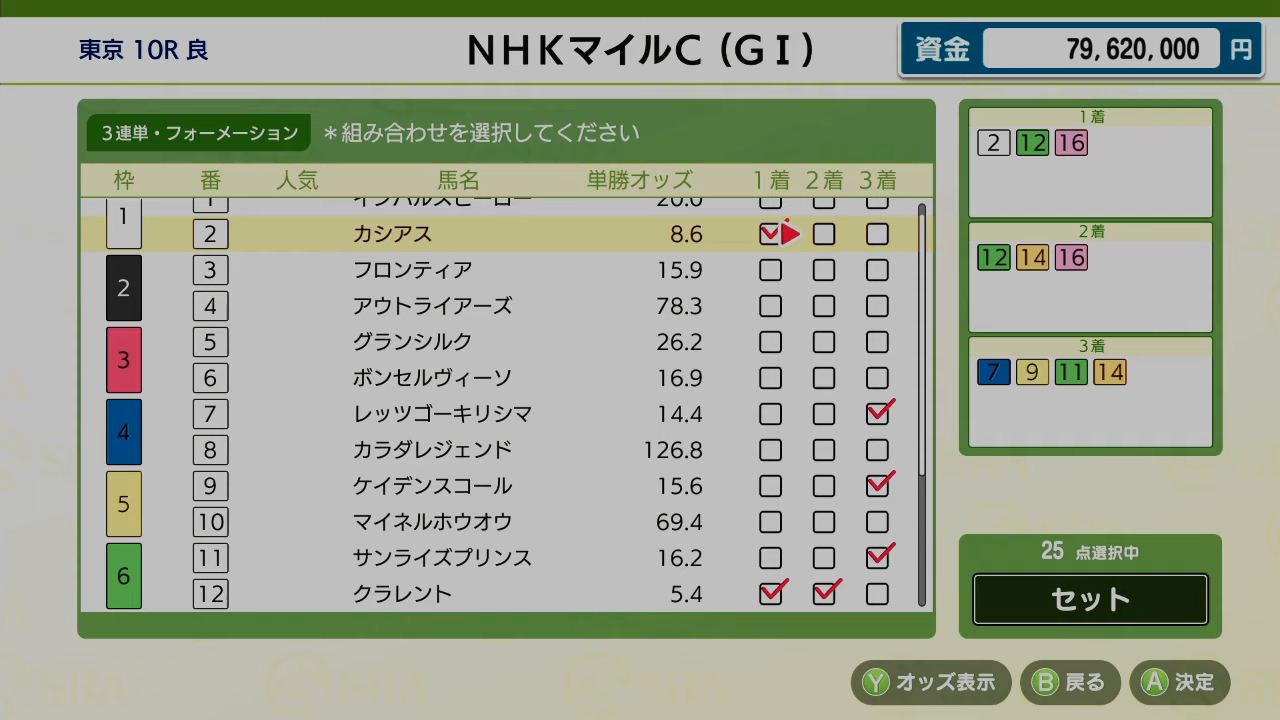 東京 10R 良
NHKマイルC (GⅠ)
資金 79,620,000 円
3連単・フォーメーション ＊組み合わせを選択してください
枠 番 人気 馬名 単勝オッズ 1着 2着 3着
1 1 インパルスヒーロー 20.0
2 カシアス 8.6
2 3 フロンティア 15.9
4 アウトライアーズ 78.3
3 5 グランシルク 26.2
6 ボンセルヴィーソ 16.9
4 7 レッツゴーキリシマ 14.4
8 カラダレジェンド 126.8
5 9 ケイデンスコール 15.6
10 マイネルホウオウ 69.4
6 11 サンライズプリンス 16.2
12 クラレント 5.4
1着
2 12 16
2着
12 14 16
3着
7 9 11 14
25 点選択中
セット
Y オッズ表示 B 戻る A 決定